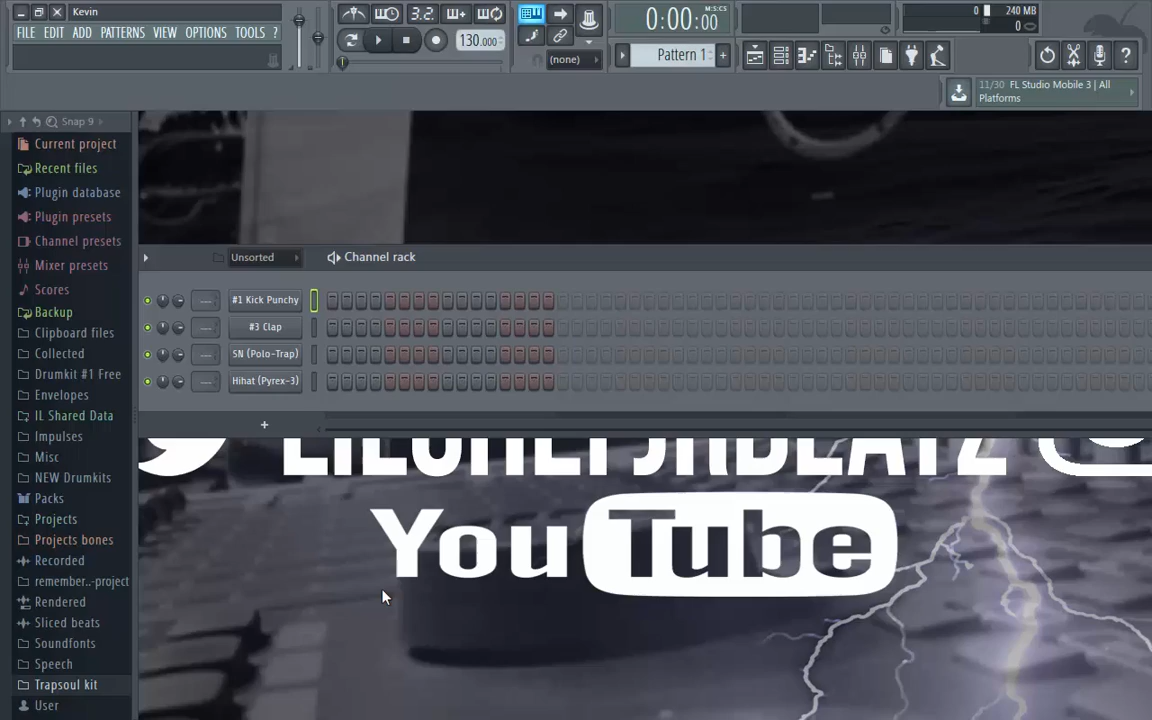 Kevin
FILE EDIT ADD PATTERNS VIEW OPTIONS TOOLS ?
3.2.
130.000
0:00:00
M:S:CS
(none)
Pattern 1
0
240 MB
0
11/30 FL Studio Mobile 3 | All
Platforms
Snap 9
Current project
Recent files
Plugin database
Plugin presets
Channel presets
Mixer presets
Scores
Backup
Clipboard files
Collected
Drumkit #1 Free
Envelopes
IL Shared Data
Impulses
Misc
NEW Drumkits
Packs
Projects
Projects bones
Recorded
remember..-project
Rendered
Sliced beats
Soundfonts
Speech
Trapsoul kit
User
Unsorted
Channel rack
#1 Kick Punchy
#3 Clap
SN (Polo-Trap)
Hihat (Pyrex-3)
+
YouTube